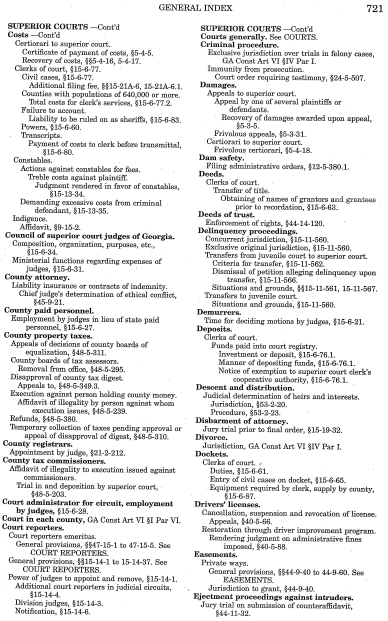 GENERAL INDEX
721
SUPERIOR COURTS —Cont'd
Costs —Cont'd
Certiorari to superior court.
Certificate of payment of costs, §5-4-5.
Recovery of costs, §§5-4-16, 5-4-17.
Clerks of court, §15-6-77.
Civil cases, §15-6-77.
Additional filing fee, §§15-21A-6, 15-21A-6.1.
Counties with populations of 640,000 or more.
Total costs for clerk's services, §15-6-77.2.
Failure to account.
Liability to be ruled on as sheriffs, §15-6-83.
Powers, §15-6-60.
Transcripts.
Payment of costs to clerk before transmittal,
§15-6-80.
Constables.
Actions against constables for fees.
Treble costs against plaintiff.
Judgment rendered in favor of constables,
§15-13-34.
Demanding excessive costs from criminal
defendant, §15-13-35.
Indigence.
Affidavit, §9-15-2.
Council of superior court judges of Georgia.
Composition, organization, purposes, etc.,
§15-6-34.
Ministerial functions regarding expenses of
judges, §15-6-31.
County attorney.
Liability insurance or contracts of indemnity.
Chief judge's determination of ethical conflict,
§45-9-21.
County paid personnel.
Employment by judges in lieu of state paid
personnel, §15-6-27.
County property taxes.
Appeals of decisions of county boards of
equalization, §48-5-311.
County boards of tax assessors.
Removal from office, §48-5-295.
Disapproval of county tax digest.
Appeals to, §48-5-349.3.
Execution against person holding county money.
Affidavit of illegality by person against whom
execution issues, §48-5-239.
Refunds, §48-5-380.
Temporary collection of taxes pending approval or
appeal of disapproval of digest, §48-5-310.
County registrars.
Appointment by judge, §21-2-212.
County tax commissioners.
Affidavit of illegality to execution issued against
commissioners.
Trial in and deposition by superior court,
§48-5-203.
Court administrator for circuit, employment
by judges, §15-6-28.
Court in each county, GA Const Art VI §I Par VI.
Court reporters.
Court reporters emeritus.
General provisions, §§47-15-1 to 47-15-5. See
COURT REPORTERS.
General provisions, §§15-14-1 to 15-14-37. See
COURT REPORTERS.
Power of judges to appoint and remove, §15-14-1.
Additional court reporters in judicial circuits,
§15-14-4.
Division judges, §15-14-3.
Notification, §15-14-6.
SUPERIOR COURTS —Cont'd
Courts generally. See COURTS.
Criminal procedure.
Exclusive jurisdiction over trials in felony cases,
GA Const Art VI §IV Par I.
Immunity from prosecution.
Court order requiring testimony, §24-5-507.
Damages.
Appeals to superior court.
Appeal by one of several plaintiffs or
defendants.
Recovery of damages awarded upon appeal,
§5-3-5.
Frivolous appeals, §5-3-31.
Certiorari to superior court.
Frivolous certiorari, §5-4-18.
Dam safety.
Filing administrative orders, §12-5-380.1.
Deeds.
Clerks of court.
Transfer of title.
Obtaining of names of grantors and grantees
prior to recordation, §15-6-63.
Deeds of trust.
Enforcement of rights, §44-14-120.
Delinquency proceedings.
Concurrent jurisdiction, §15-11-560.
Exclusive original jurisdiction, §15-11-560.
Transfers from juvenile court to superior court.
Criteria for transfer, §15-11-562.
Dismissal of petition alleging delinquency upon
transfer, §15-11-566.
Situations and grounds, §§15-11-561, 15-11-567.
Transfers to juvenile court.
Situations and grounds, §15-11-560.
Demurrers.
Time for deciding motions by judges, §15-6-21.
Deposits.
Clerks of court.
Funds paid into court registry.
Investment or deposit, §15-6-76.1.
Manner of depositing funds, §15-6-76.1.
Notice of exemption to superior court clerk's
cooperative authority, §15-6-76.1.
Descent and distribution.
Judicial determination of heirs and interests.
Jurisdiction, §53-2-20.
Procedure, §53-2-23.
Disbarment of attorney.
Jury trial prior to final order, §15-19-32.
Divorce.
Jurisdiction, GA Const Art VI §IV Par I.
Dockets.
Clerks of court.
Duties, §15-6-61.
Entry of civil cases on docket, §15-6-65.
Equipment required by clerk, supply by county,
§15-6-87.
Drivers' licenses.
Cancellation, suspension and revocation of license.
Appeals, §40-5-66.
Restoration through driver improvement program.
Rendering judgment on administrative fines
imposed, §40-5-88.
Easements.
Private ways.
General provisions, §§44-9-40 to 44-9-60. See
EASEMENTS.
Jurisdiction to grant, §44-9-40.
Ejectment proceedings against intruders.
Jury trial on submission of counteraffidavit,
§44-11-32.